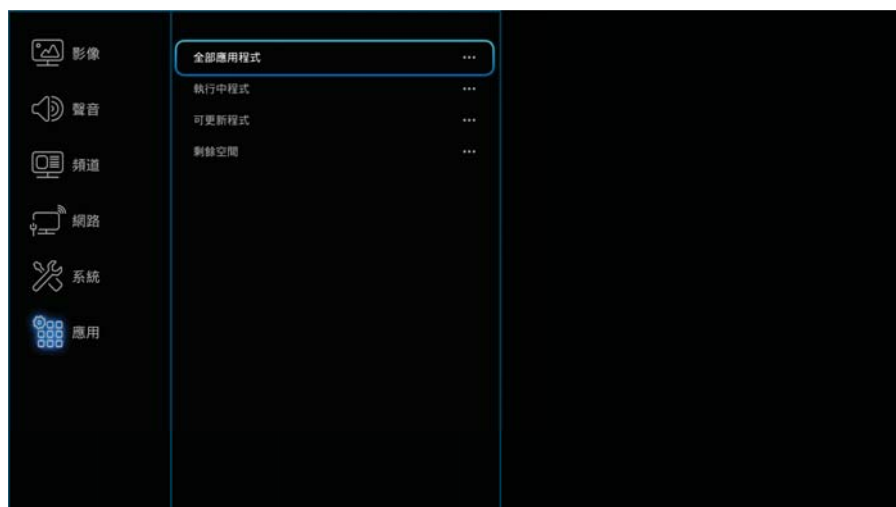 影像
聲音
頻道
網路
系統
應用
全部應用程式 ...
執行中程式 ...
可更新程式 ...
剩餘空間 ...